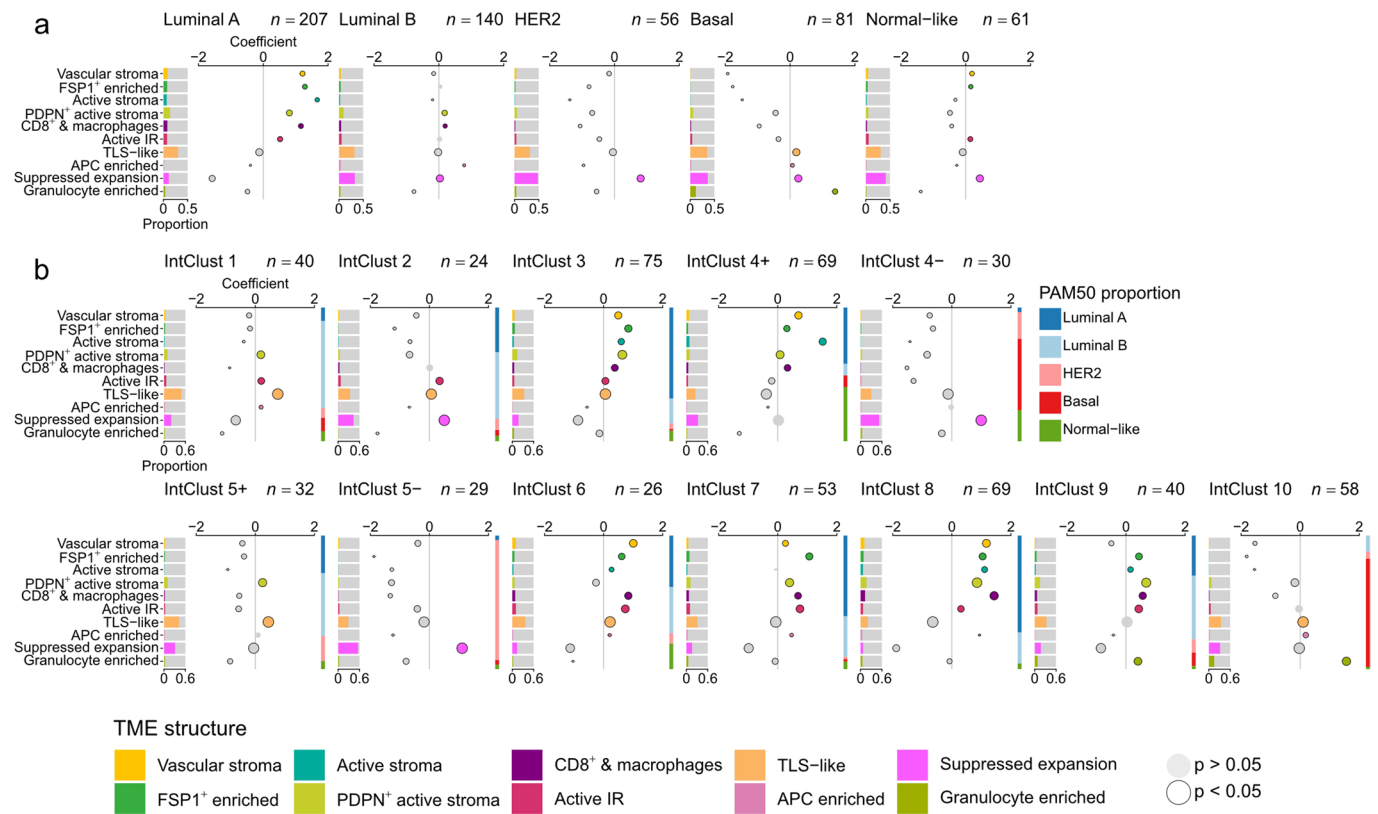 a
Luminal A n = 207 Luminal B n = 140 HER2 n = 56 Basal n = 81 Normal−like n = 61
Coefficient
−2 0 2 −2 0 2 −2 0 2 −2 0 2 −2 0 2
Vascular stroma
FSP1+ enriched
Active stroma
PDPN+ active stroma
CD8+ & macrophages
Active IR
TLS−like
APC enriched
Suppressed expansion
Granulocyte enriched
0 0.5 0 0.5 0 0.5 0 0.5 0 0.5
Proportion
b
IntClust 1 n = 40 IntClust 2 n = 24 IntClust 3 n = 75 IntClust 4+ n = 69 IntClust 4− n = 30
Coefficient
−2 0 2 −2 0 2 −2 0 2 −2 0 2 −2 0 2
Vascular stroma
FSP1+ enriched
Active stroma
PDPN+ active stroma
CD8+ & macrophages
Active IR
TLS−like
APC enriched
Suppressed expansion
Granulocyte enriched
0 0.6 0 0.6 0 0.6 0 0.6 0 0.6
Proportion
PAM50 proportion
Luminal A
Luminal B
HER2
Basal
Normal−like
IntClust 5+ n = 32 IntClust 5− n = 29 IntClust 6 n = 26 IntClust 7 n = 53 IntClust 8 n = 69 IntClust 9 n = 40 IntClust 10 n = 58
−2 0 2 −2 0 2 −2 0 2 −2 0 2 −2 0 2 −2 0 2 −2 0 2
Vascular stroma
FSP1+ enriched
Active stroma
PDPN+ active stroma
CD8+ & macrophages
Active IR
TLS−like
APC enriched
Suppressed expansion
Granulocyte enriched
0 0.6 0 0.6 0 0.6 0 0.6 0 0.6 0 0.6 0 0.6
TME structure
Vascular stroma Active stroma CD8+ & macrophages TLS−like Suppressed expansion p > 0.05
FSP1+ enriched PDPN+ active stroma Active IR APC enriched Granulocyte enriched p < 0.05